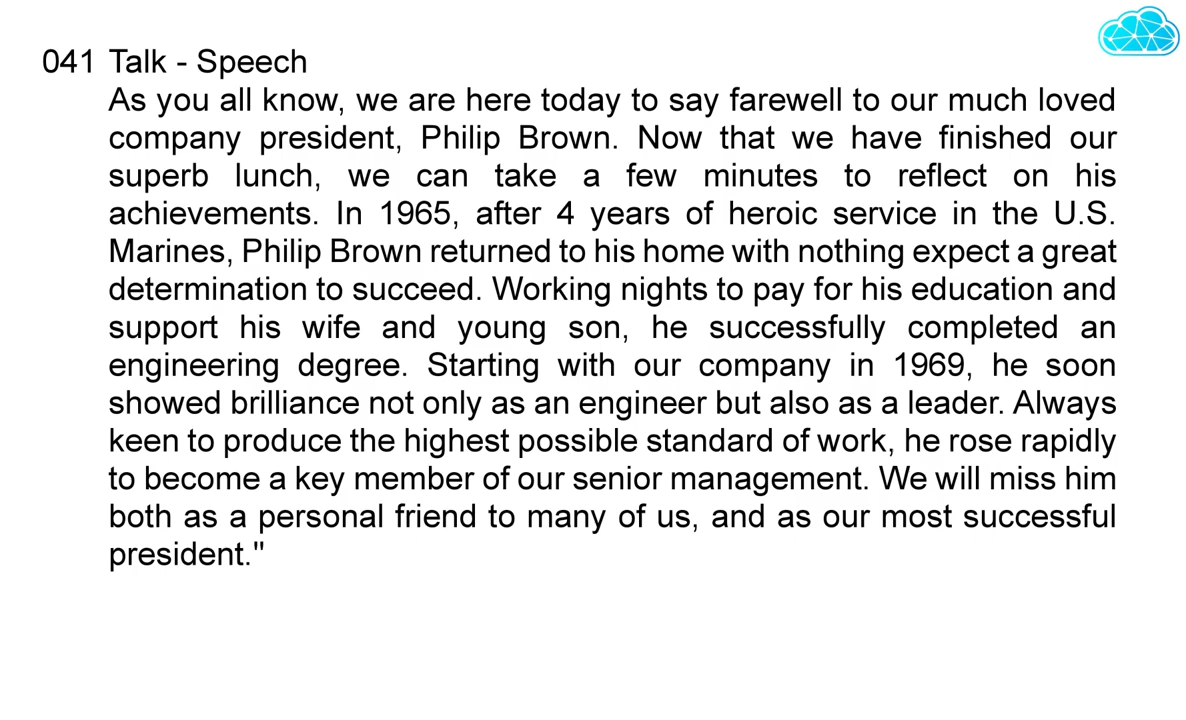 041 Talk - Speech
As you all know, we are here today to say farewell to our much loved
company president, Philip Brown. Now that we have finished our
superb lunch, we can take a few minutes to reflect on his
achievements. In 1965, after 4 years of heroic service in the U.S.
Marines, Philip Brown returned to his home with nothing expect a great
determination to succeed. Working nights to pay for his education and
support his wife and young son, he successfully completed an
engineering degree. Starting with our company in 1969, he soon
showed brilliance not only as an engineer but also as a leader. Always
keen to produce the highest possible standard of work, he rose rapidly
to become a key member of our senior management. We will miss him
both as a personal friend to many of us, and as our most successful
president."